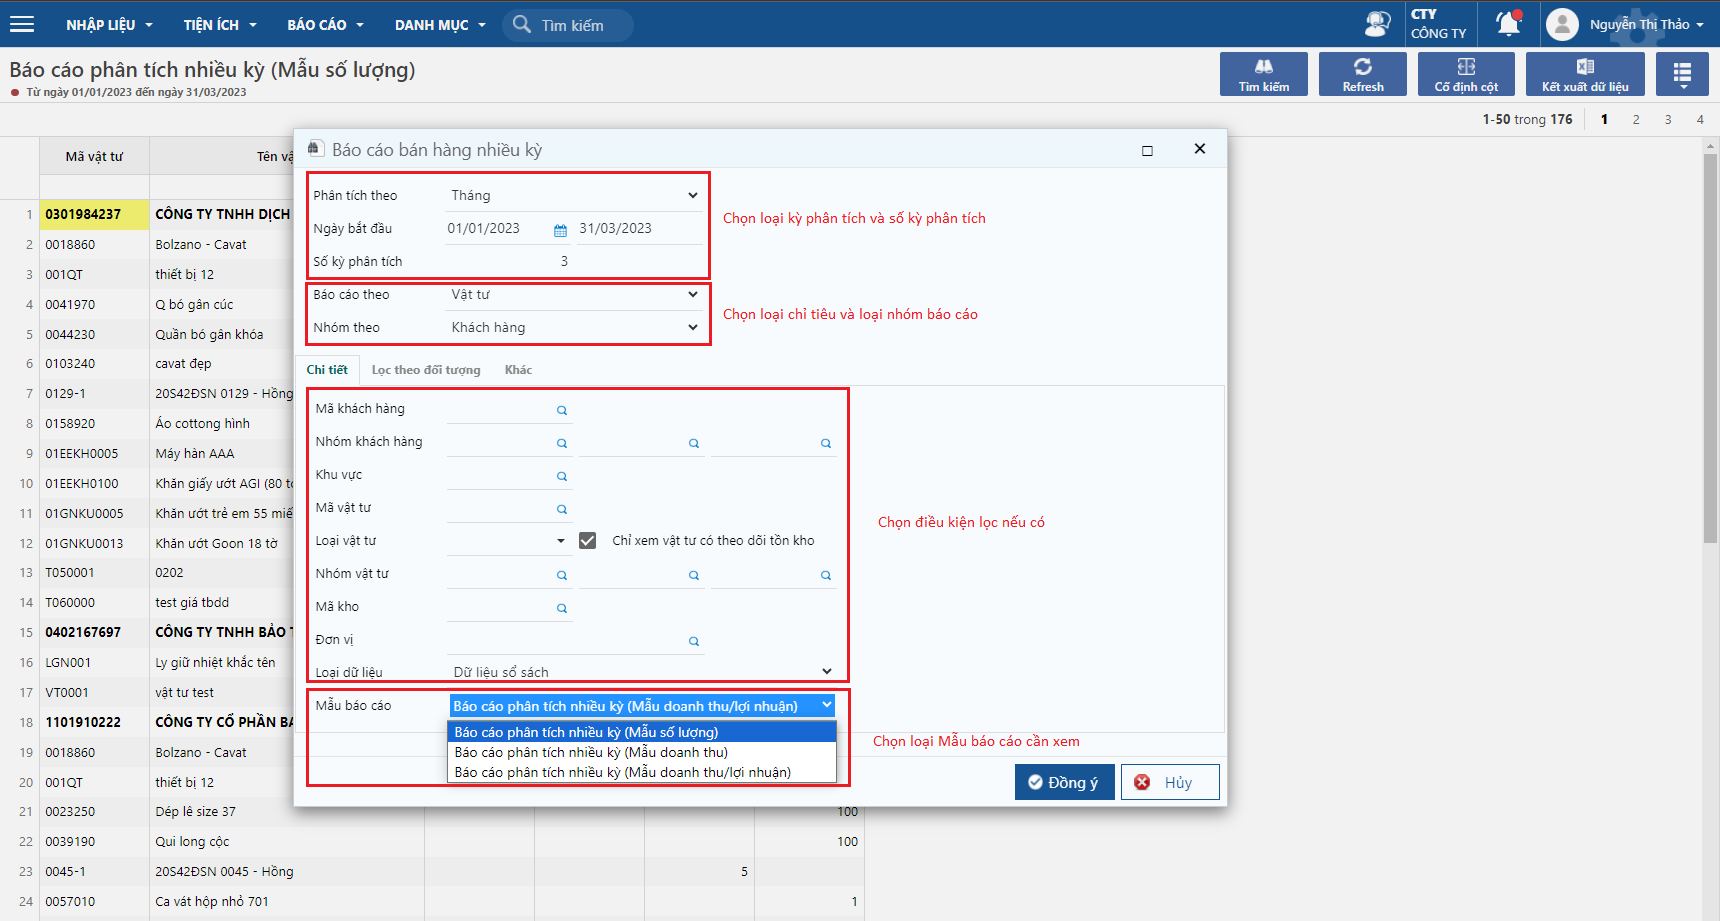 NHẬP LIỆU TIỆN ÍCH BÁO CÁO DANH MỤC Tìm kiếm CTY CÔNG TY Nguyễn Thị Thảo
Báo cáo phân tích nhiều kỳ (Mẫu số lượng)
Từ ngày 01/01/2023 đến ngày 31/03/2023
Tìm kiếm Refresh Cố định cột Kết xuất dữ liệu
1-50 trong 176 1 2 3 4
Mã vật tư Tên vậ
1 0301984237 CÔNG TY TNHH DỊCH
2 0018860 Bolzano - Cavat
3 001QT thiết bị 12
4 0041970 Q bó gân cúc
5 0044230 Quần bó gân khóa
6 0103240 cavat đẹp
7 0129-1 20S42ĐSN 0129 - Hồng
8 0158920 Áo cottong hình
9 01EEKH0005 Máy hàn AAA
10 01EEKH0100 Khăn giấy ướt AGI (80 tờ
11 01GNKU0005 Khăn ướt trẻ em 55 miế
12 01GNKU0013 Khăn ướt Goon 18 tờ
13 T050001 0202
14 T060000 test giá tbdd
15 0402167697 CÔNG TY TNHH BẢO T
16 LGN001 Ly giữ nhiệt khắc tên
17 VT0001 vật tư test
18 1101910222 CÔNG TY CỔ PHẦN BA
19 0018860 Bolzano - Cavat
20 001QT thiết bị 12
21 0023250 Dép lê size 37 100
22 0039190 Qui long cộc 100
23 0045-1 20S42ĐSN 0045 - Hồng 5
24 0057010 Ca vát hộp nhỏ 701 1
Báo cáo bán hàng nhiều kỳ
Phân tích theo Tháng
Ngày bắt đầu 01/01/2023 31/03/2023
Chọn loại kỳ phân tích và số kỳ phân tích
Số kỳ phân tích 3
Báo cáo theo Vật tư
Chọn loại chỉ tiêu và loại nhóm báo cáo
Nhóm theo Khách hàng
Chi tiết Lọc theo đối tượng Khác
Mã khách hàng
Nhóm khách hàng
Khu vực
Mã vật tư
Chọn điều kiện lọc nếu có
Loại vật tư Chỉ xem vật tư có theo dõi tồn kho
Nhóm vật tư
Mã kho
Đơn vị
Loại dữ liệu Dữ liệu sổ sách
Mẫu báo cáo Báo cáo phân tích nhiều kỳ (Mẫu doanh thu/lợi nhuận)
Báo cáo phân tích nhiều kỳ (Mẫu số lượng)
Chọn loại Mẫu báo cáo cần xem
Báo cáo phân tích nhiều kỳ (Mẫu doanh thu)
Báo cáo phân tích nhiều kỳ (Mẫu doanh thu/lợi nhuận)
Đồng ý Hủy